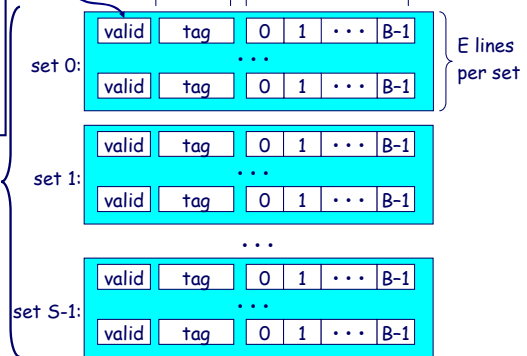 valid tag 0 1 • • • B–1
• • •
set 0:
E lines
per set
valid tag 0 1 • • • B–1
valid tag 0 1 • • • B–1
• • •
set 1:
valid tag 0 1 • • • B–1
• • •
valid tag 0 1 • • • B–1
• • •
set S-1:
valid tag 0 1 • • • B–1